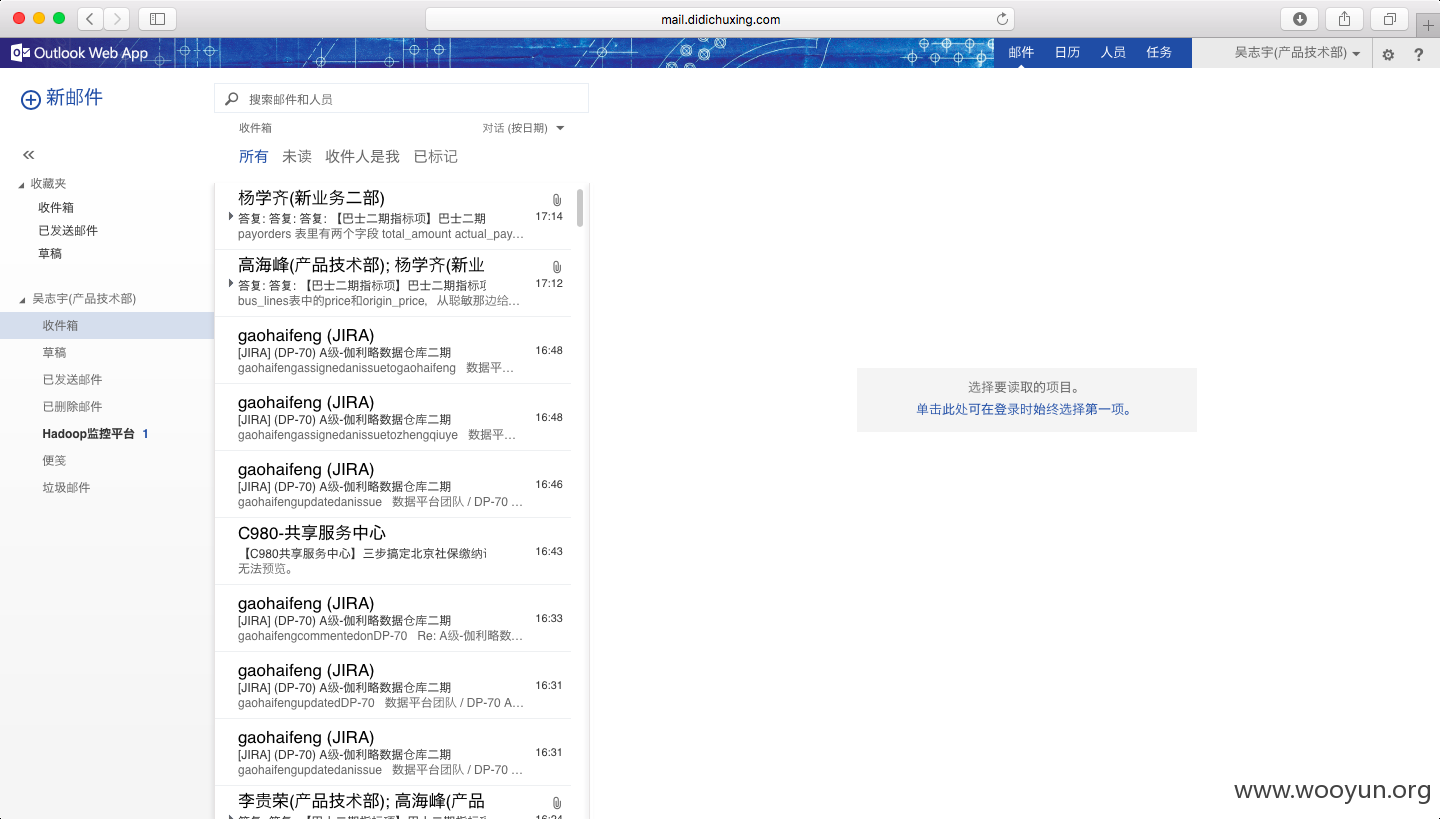 mail.didichuxing.com
Outlook Web App
邮件 日历 人员 任务
吴志宇(产品技术部)
?
新邮件
搜索邮件和人员
收件箱 对话 (按日期)
所有 未读 收件人是我 已标记
收藏夹
收件箱
已发送邮件
草稿
吴志宇(产品技术部)
收件箱
草稿
已发送邮件
已删除邮件
Hadoop监控平台 1
便笺
垃圾邮件
杨学齐(新业务二部)
答复: 答复: 答复: 【巴士二期指标项】巴士二期 17:14
payorders 表里有两个字段 total_amount actual_pay…
高海峰(产品技术部); 杨学齐(新业
答复: 答复: 【巴士二期指标项】巴士二期指标项 17:12
bus_lines表中的price和origin_price, 从聪敏那边给…
gaohaifeng (JIRA)
[JIRA] (DP-70) A级-伽利略数据仓库二期 16:48
gaohaifengassignedanissuetogaohaifeng 数据平…
gaohaifeng (JIRA)
[JIRA] (DP-70) A级-伽利略数据仓库二期 16:48
gaohaifengassignedanissuetozhengqiuye 数据平…
gaohaifeng (JIRA)
[JIRA] (DP-70) A级-伽利略数据仓库二期 16:46
gaohaifengupdatedanissue 数据平台团队 / DP-70 …
C980-共享服务中心
【C980共享服务中心】三步搞定北京社保缴纳 16:43
无法预览。
gaohaifeng (JIRA)
[JIRA] (DP-70) A级-伽利略数据仓库二期 16:33
gaohaifengcommentedonDP-70 Re: A级-伽利略数…
gaohaifeng (JIRA)
[JIRA] (DP-70) A级-伽利略数据仓库二期 16:31
gaohaifengupdatedDP-70 数据平台团队 / DP-70 A…
gaohaifeng (JIRA)
[JIRA] (DP-70) A级-伽利略数据仓库二期 16:31
gaohaifengupdatedanissue 数据平台团队 / DP-70 …
李贵荣(产品技术部); 高海峰(产品
选择要读取的项目。
单击此处可在登录时始终选择第一项。
www.wooyun.org